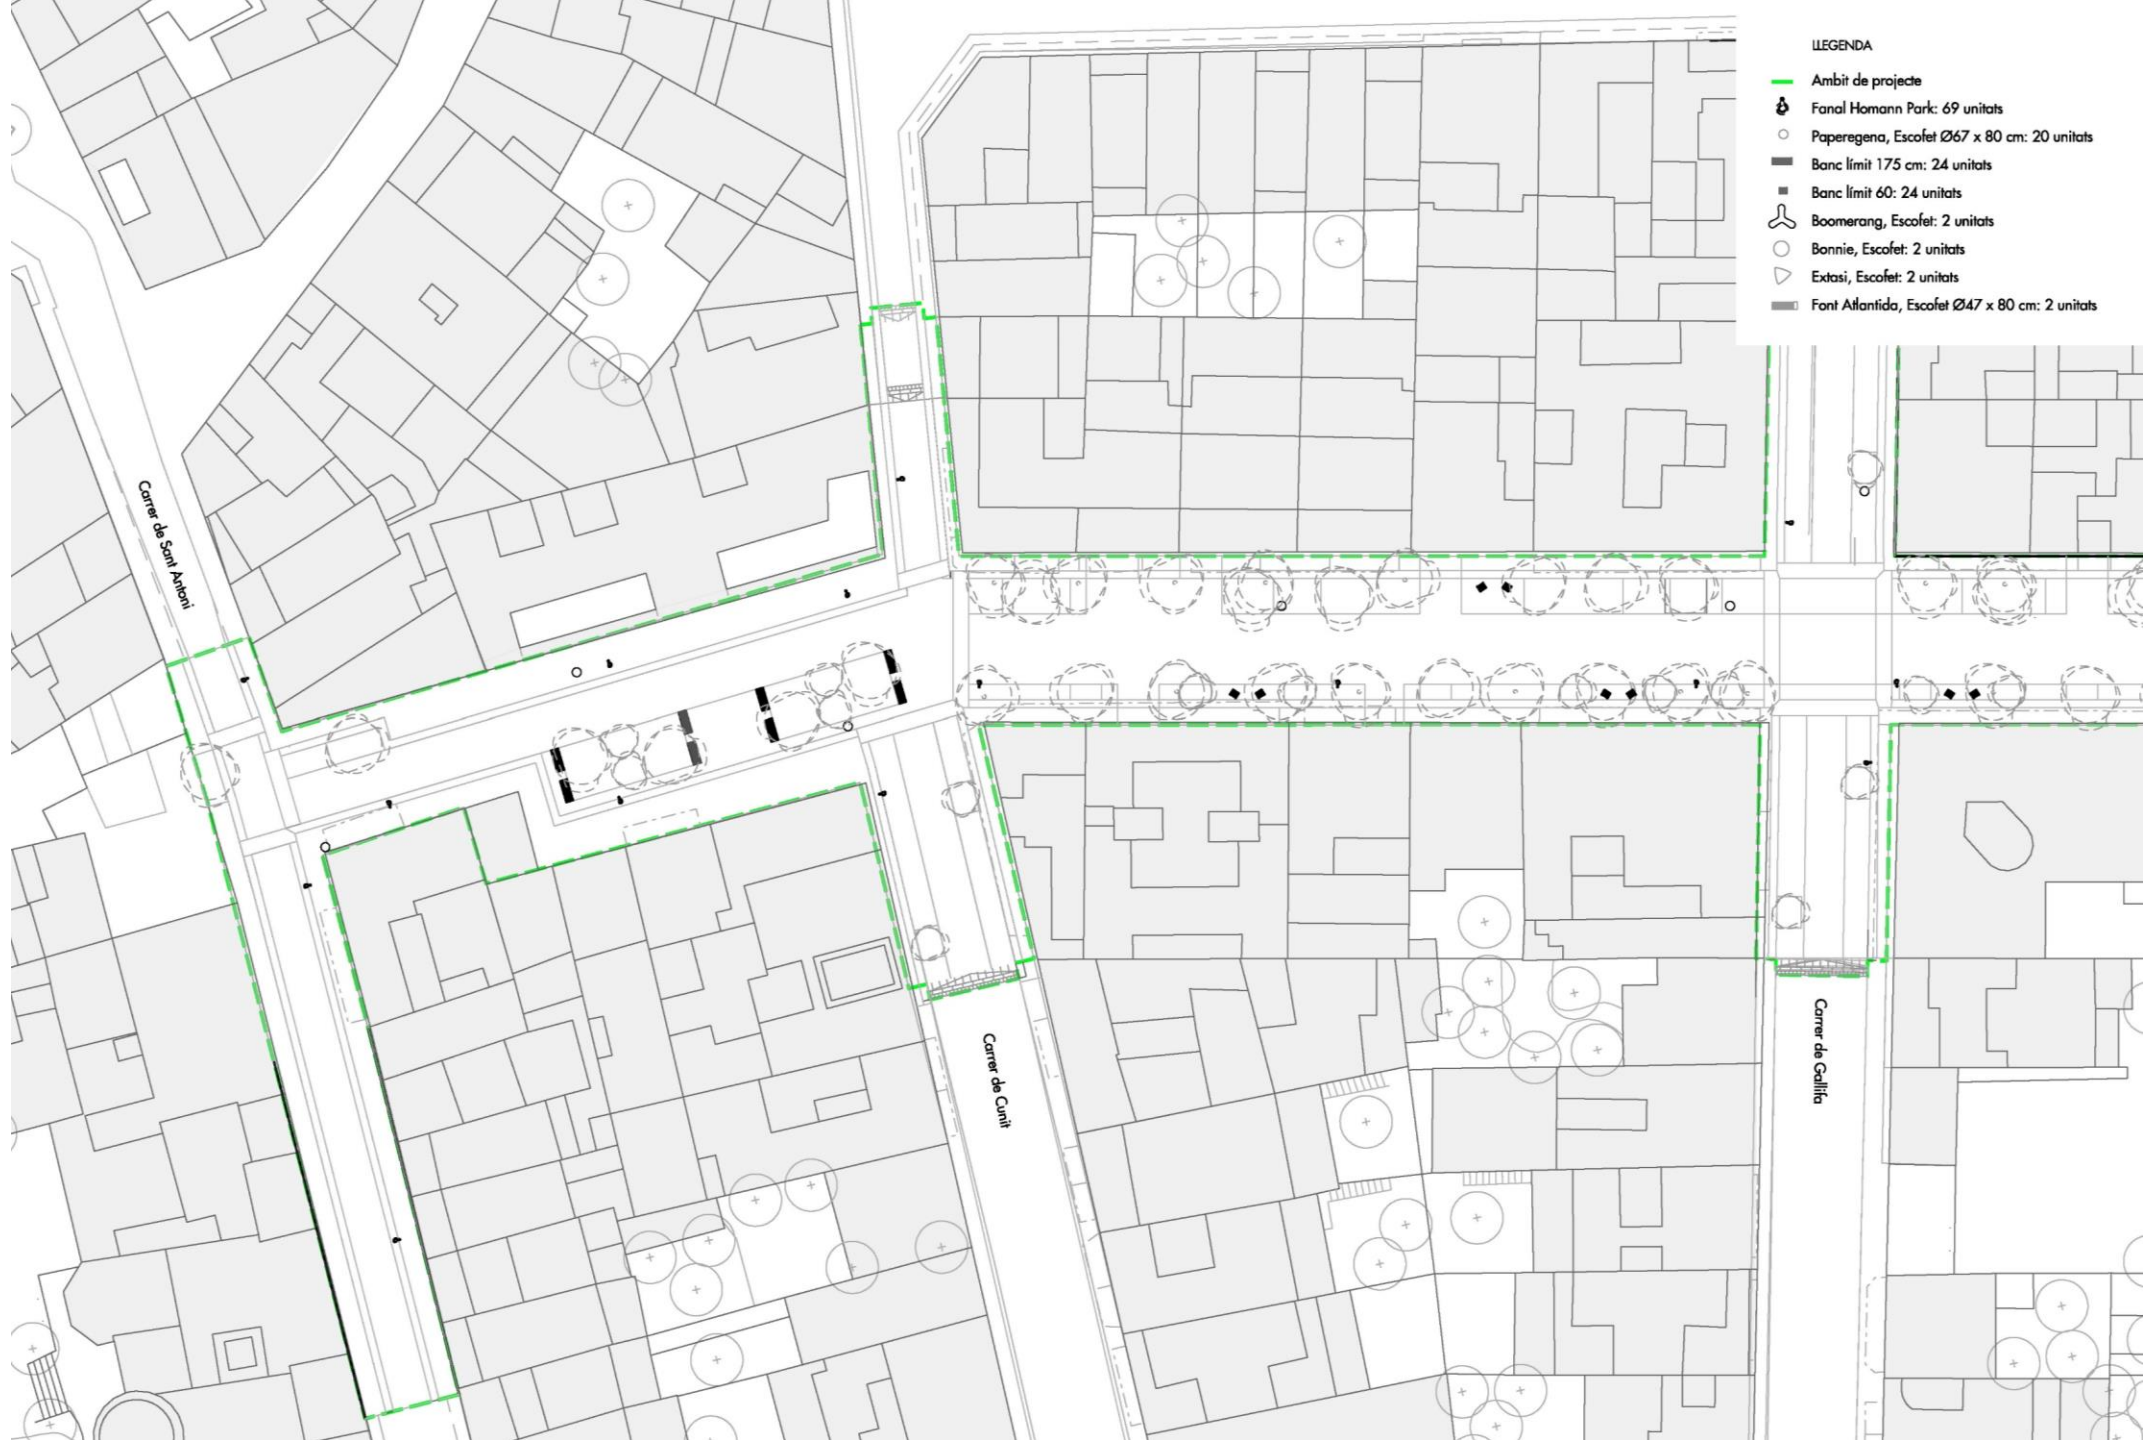 LLEGENDA
Ambit de projecte
Fanal Homann Park: 69 unitats
Paperegena, Escofet Ø67 x 80 cm: 20 unitats
Banc límit 175 cm: 24 unitats
Banc límit 60: 24 unitats
Boomerang, Escofet: 2 unitats
Bonnie, Escofet: 2 unitats
Extasi, Escofet: 2 unitats
Font Atlantida, Escofet Ø47 x 80 cm: 2 unitats
Carrer de Sant Antoni
Carrer de Cunit
Carrer de Gallifa